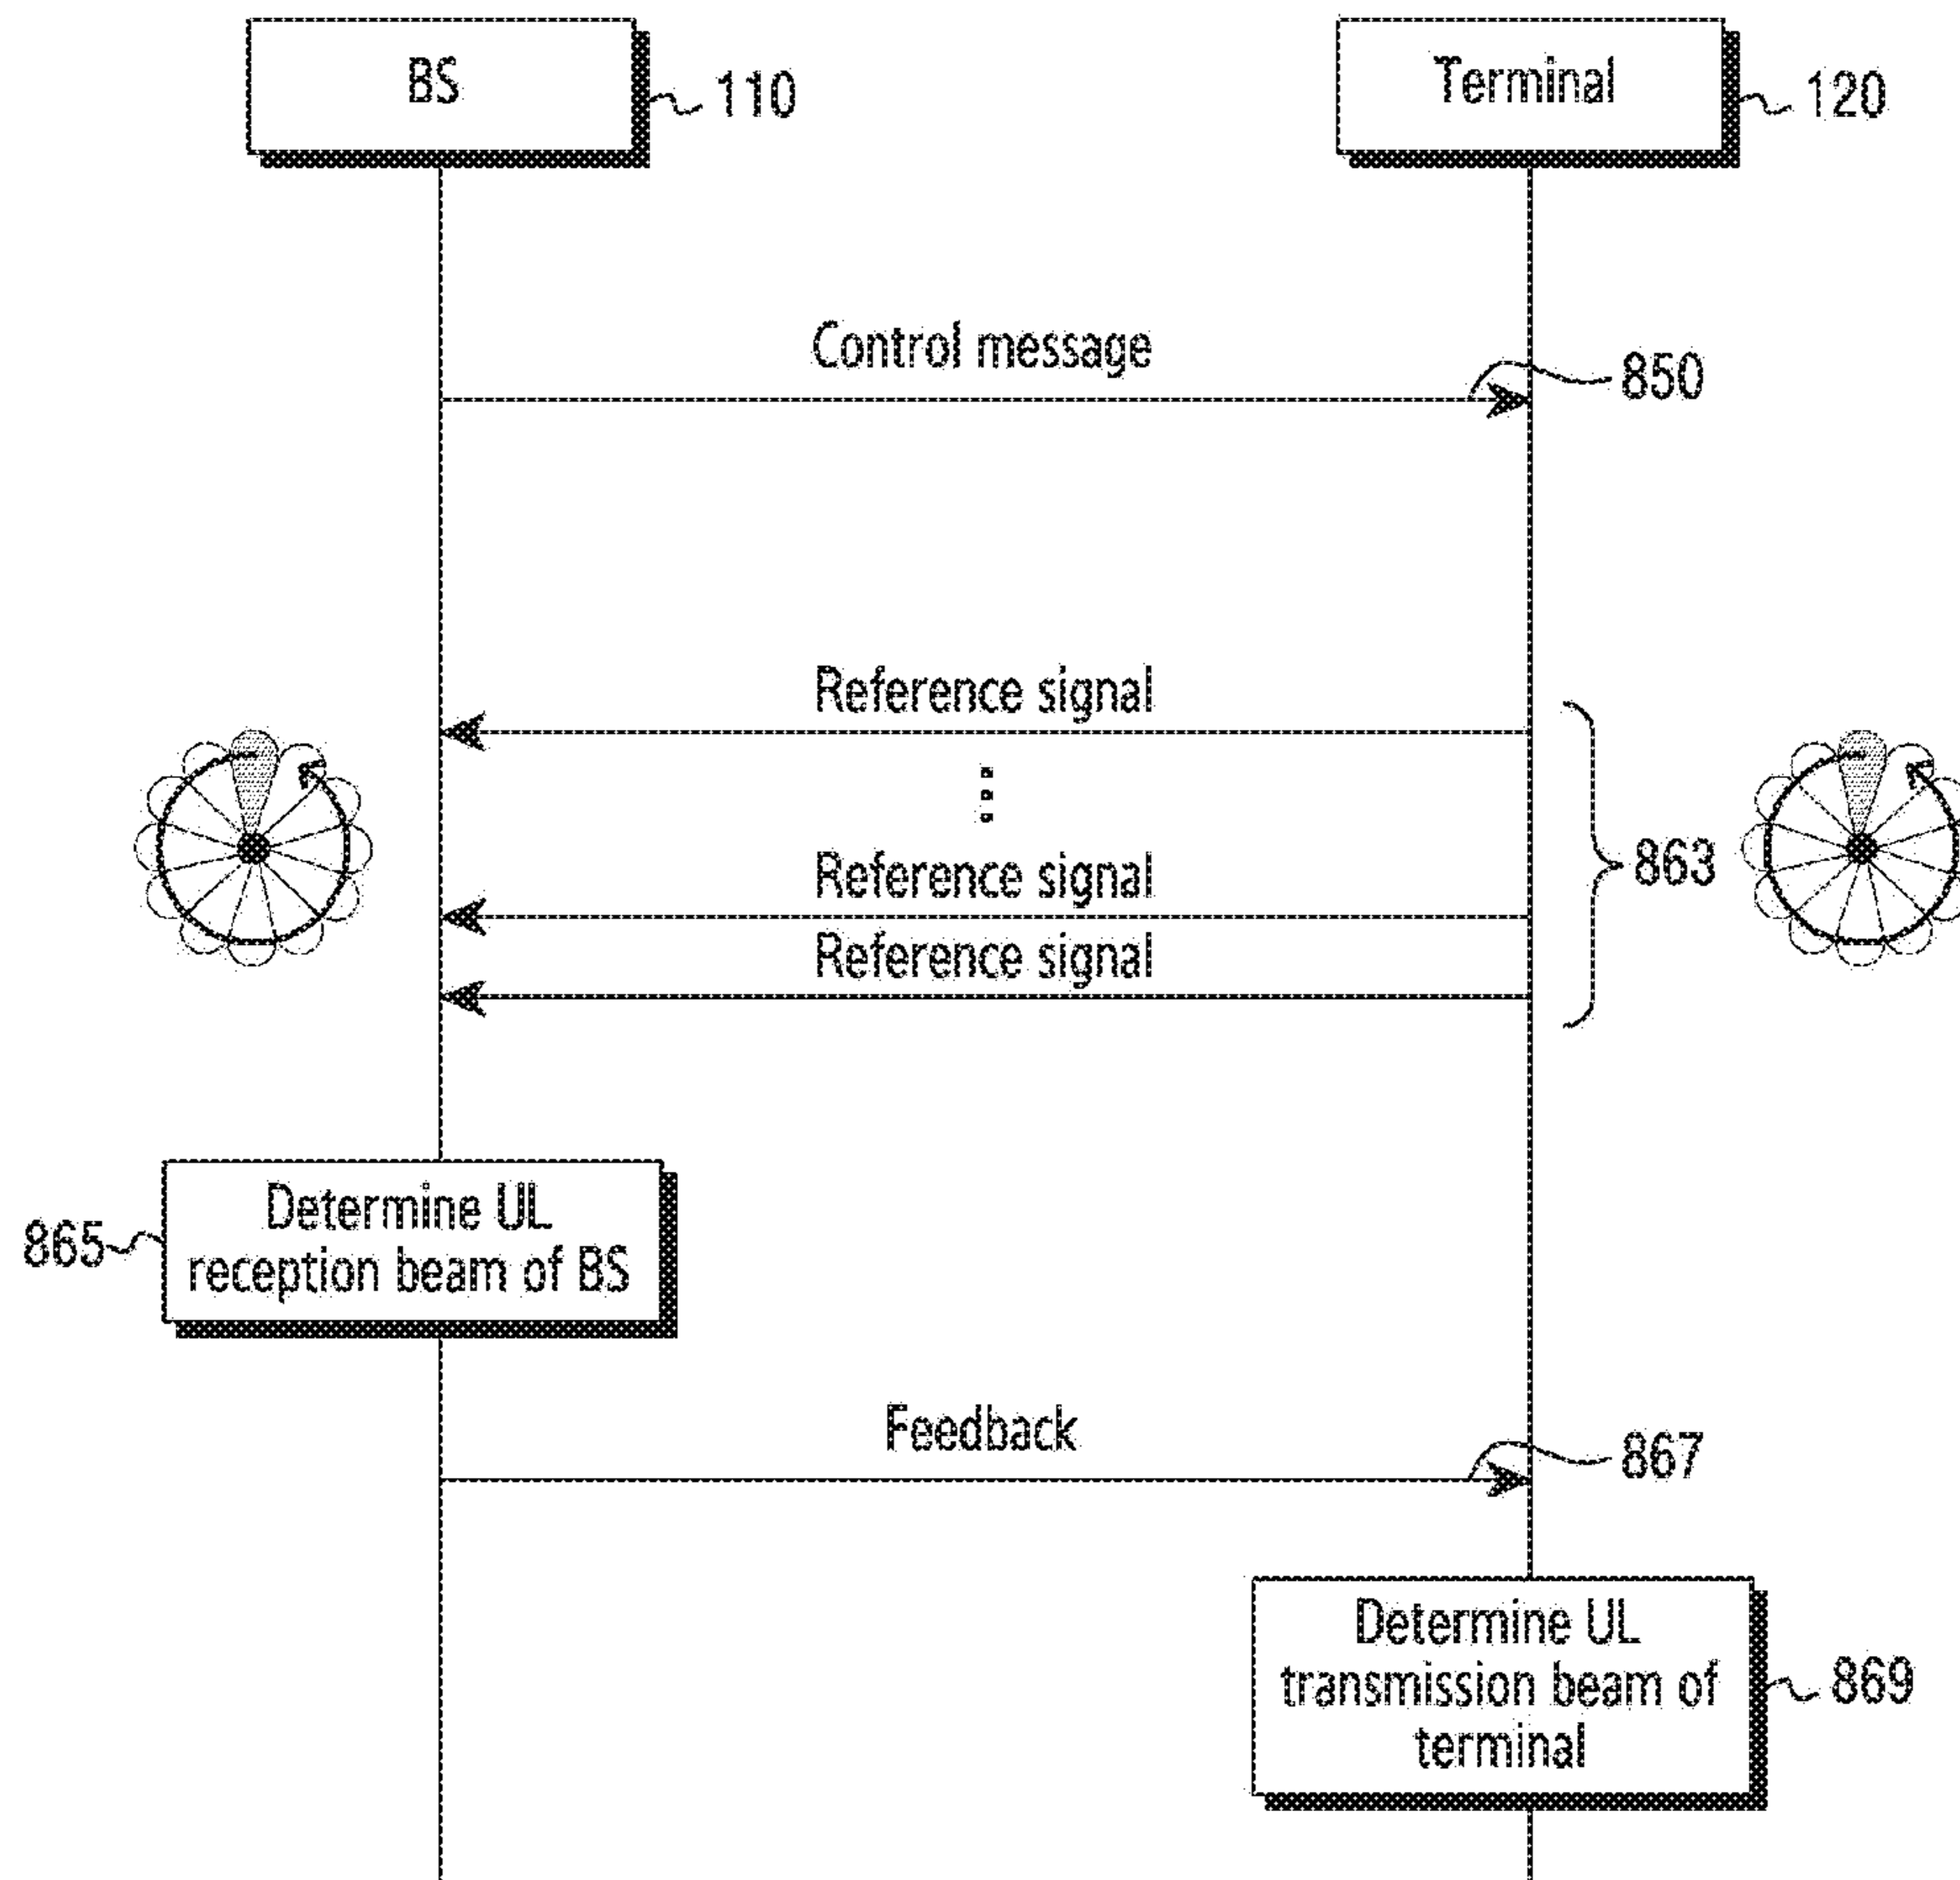 BS
110
Terminal
120
Control message
850
Reference signal
Reference signal
863
Reference signal
Determine UL
reception beam of BS
865
Feedback
867
Determine UL
transmission beam of
terminal
869